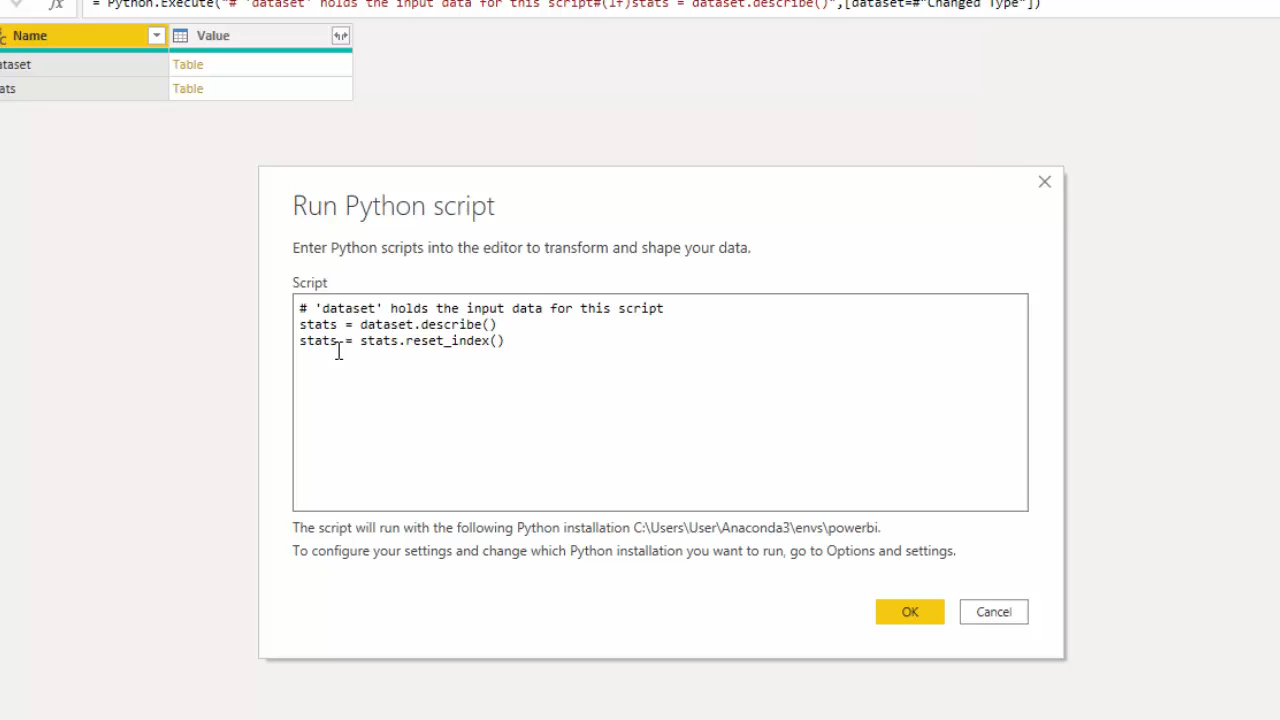 fx = Python.Execute("# 'dataset' holds the input data for this script#(lf)stats = dataset.describe()",[dataset=#"Changed Type"])
Name Value
ataset Table
ats Table
Run Python script
Enter Python scripts into the editor to transform and shape your data.
Script
# 'dataset' holds the input data for this script
stats = dataset.describe()
stats = stats.reset_index()
The script will run with the following Python installation C:\Users\User\Anaconda3\envs\powerbi.
To configure your settings and change which Python installation you want to run, go to Options and settings.
OK Cancel